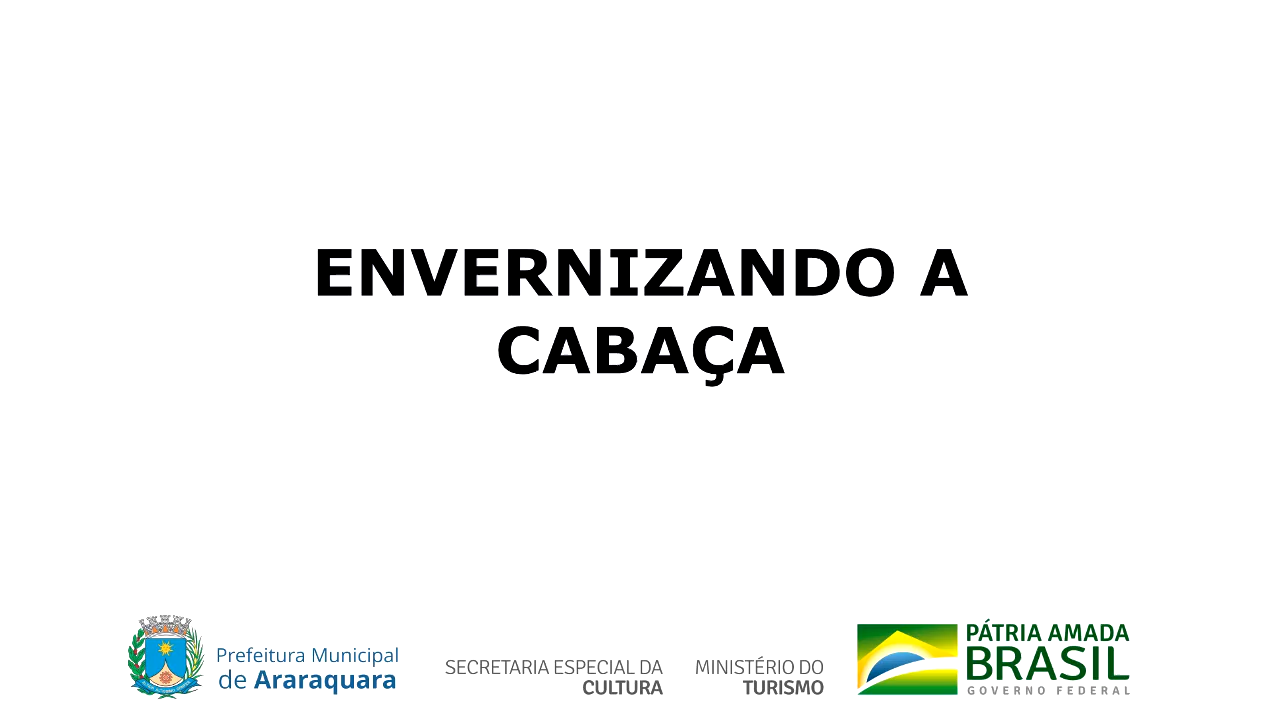 ENVERNIZANDO A
CABAÇA
Prefeitura Municipal
de Araraquara
SECRETARIA ESPECIAL DA
CULTURA
MINISTÉRIO DO
TURISMO
PÁTRIA AMADA
BRASIL
GOVERNO FEDERAL